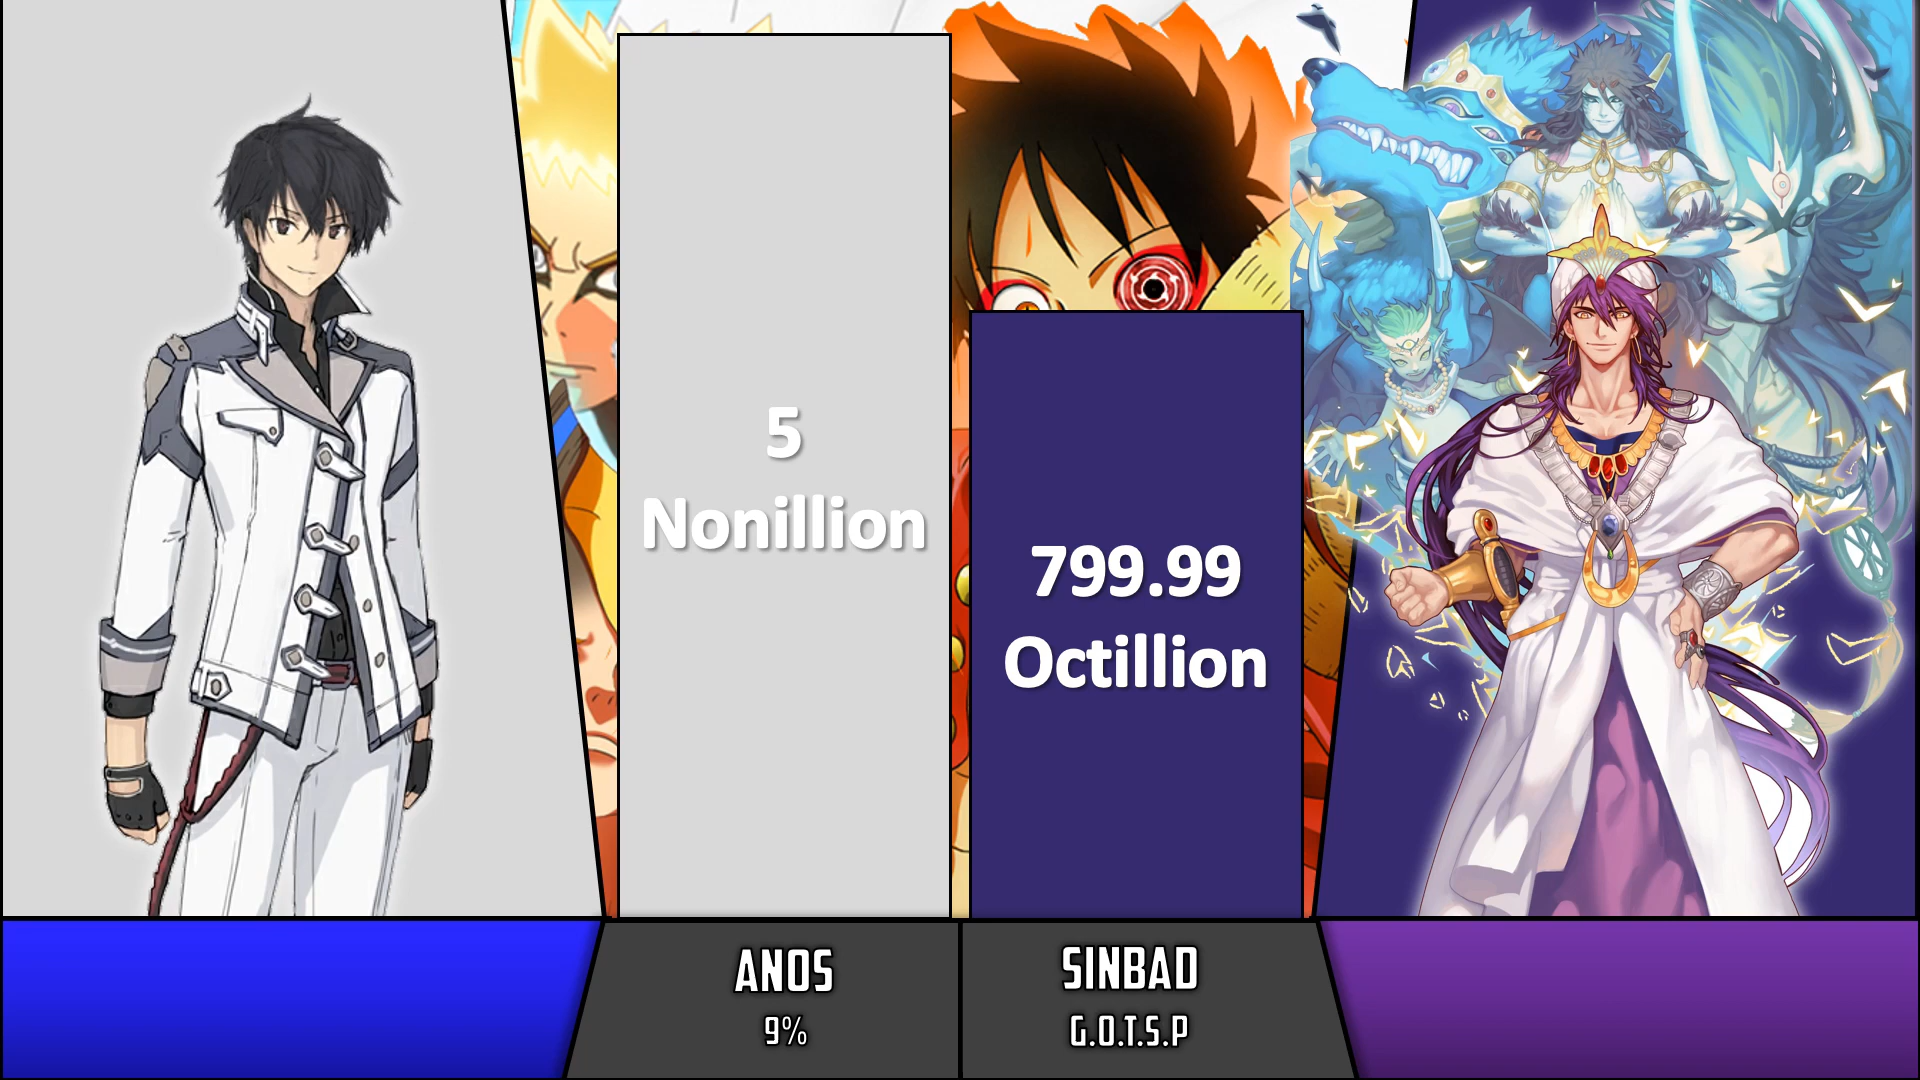 5
Nonillion
799.99
Octillion
ANOS
9%
SINBAD
G.O.T.S.P